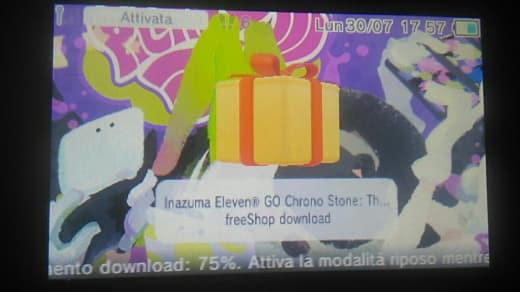 Attivata
6
Lun 30/07 17 57
Inazuma Eleven® GO Chrono Stone: Th...
freeShop download
mento download: 75%. Attiva la modalità riposo mentre